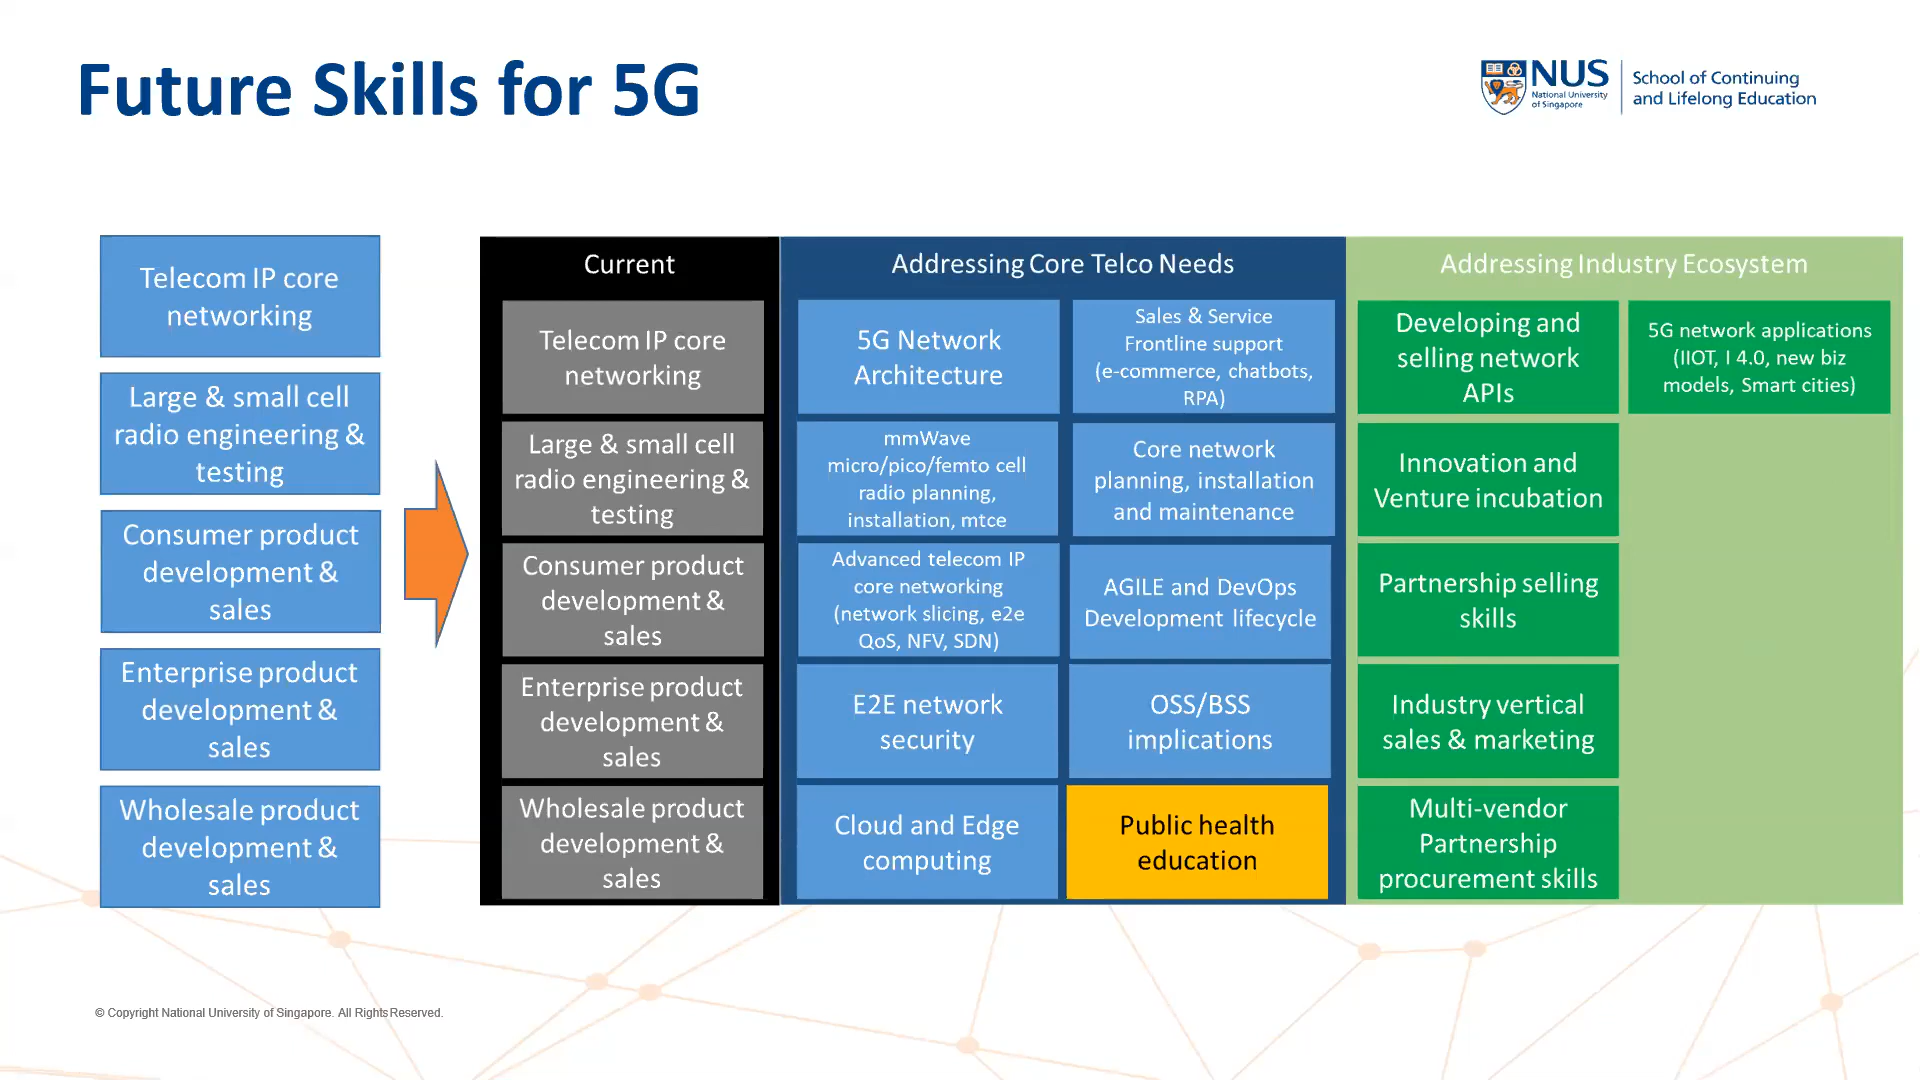 Future Skills for 5G
NUS
National University
of Singapore
School of Continuing
and Lifelong Education
Telecom IP core
networking
Large & small cell
radio engineering &
testing
Consumer product
development &
sales
Enterprise product
development &
sales
Wholesale product
development &
sales
Current
Telecom IP core
networking
Large & small cell
radio engineering &
testing
Consumer product
development &
sales
Enterprise product
development &
sales
Wholesale product
development &
sales
Addressing Core Telco Needs
5G Network
Architecture
mmWave
micro/pico/femto cell
radio planning,
installation, mtce
Advanced telecom IP
core networking
(network slicing, e2e
QoS, NFV, SDN)
E2E network
security
Cloud and Edge
computing
Sales & Service
Frontline support
(e-commerce, chatbots,
RPA)
Core network
planning, installation
and maintenance
AGILE and DevOps
Development lifecycle
OSS/BSS
implications
Public health
education
Addressing Industry Ecosystem
Developing and
selling network
APIs
Innovation and
Venture incubation
Partnership selling
skills
Industry vertical
sales & marketing
Multi-vendor
Partnership
procurement skills
5G network applications
(IIOT, I 4.0, new biz
models, Smart cities)
© Copyright National University of Singapore. All Rights Reserved.